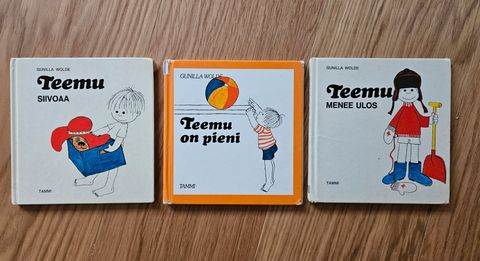 GUNILLA WOLDE
Teemu
SIIVOAA
TAMMI
GUNILLA WOLDE
Teemu
on pieni
TAMMI
GUNILLA WOLDE
Teemu
MENEE ULOS
TAMMI